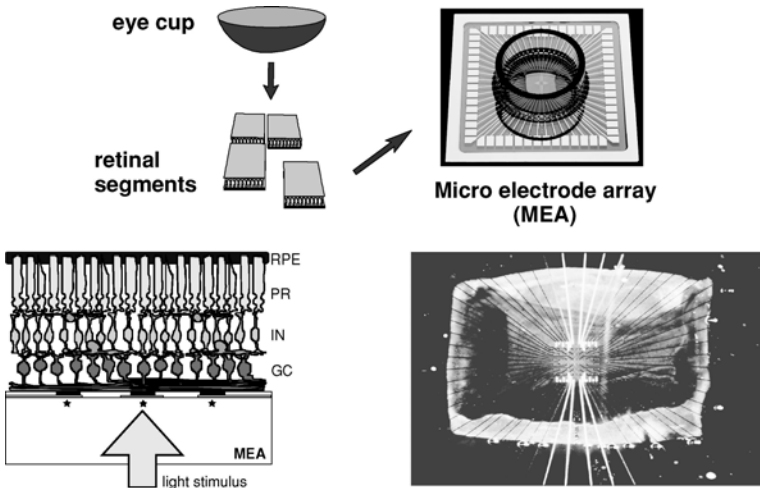 eye cup
retinal
segments
Micro electrode array
(MEA)
RPE
PR
IN
GC
MEA
light stimulus